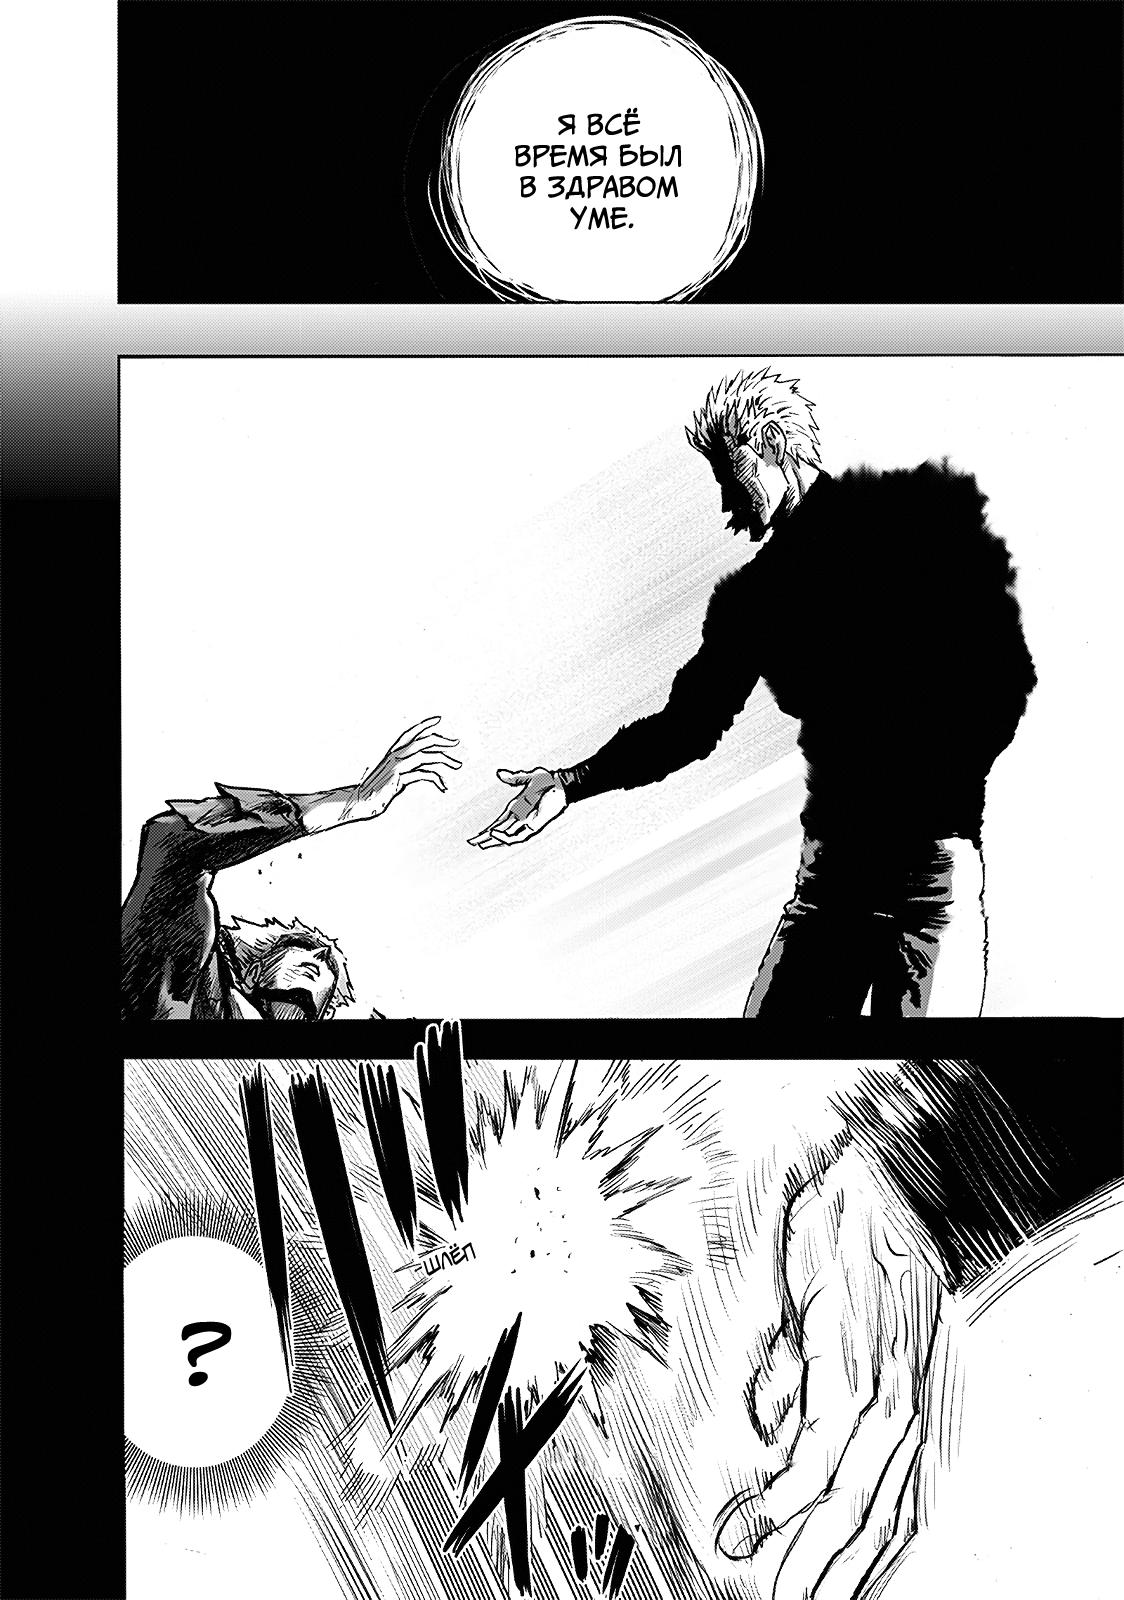 Я ВСЁ
ВРЕМЯ БЫЛ
В ЗДРАВОМ
УМЕ.
-ШЛЁП
?